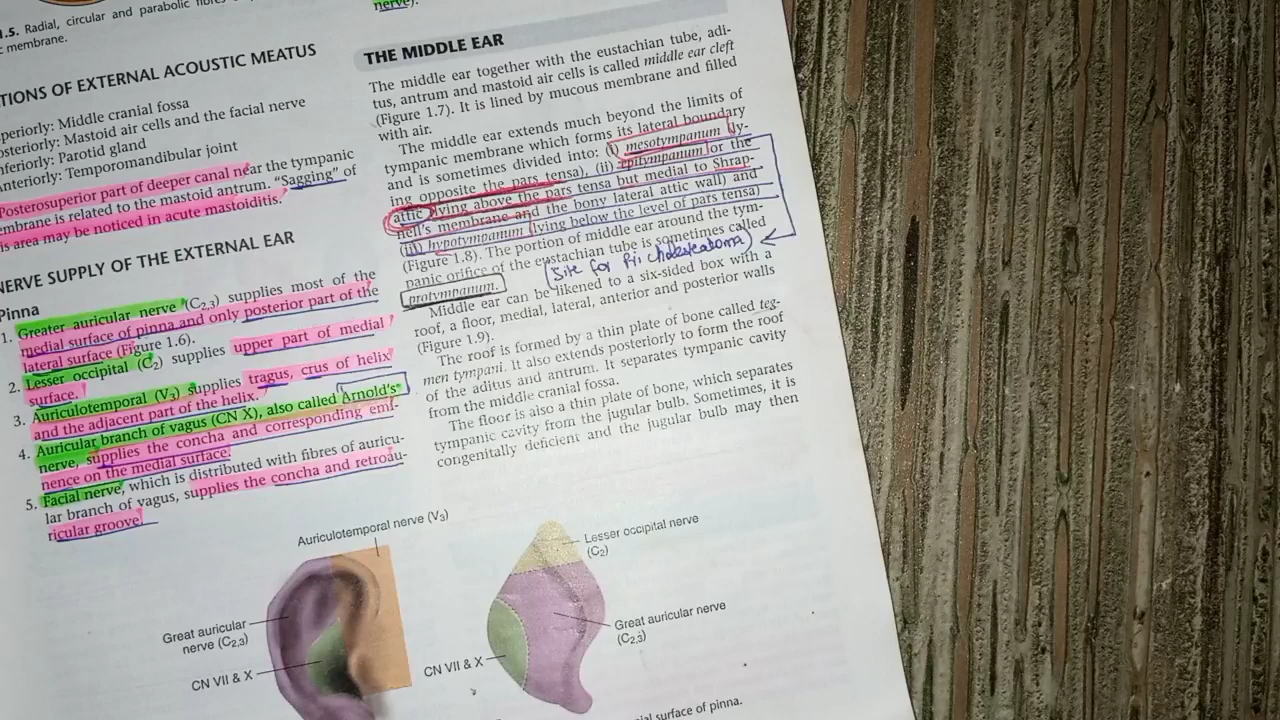 1.5. Radial, circular and parabolic fibres
c membrane.
TIONS OF EXTERNAL ACOUSTIC MEATUS
periorly: Middle cranial fossa
osteriorly: Mastoid air cells and the facial nerve
nferiorly: Parotid gland
nteriorly: Temporomandibular joint
Posterosuperior part of deeper canal near the tympanic
embrane is related to the mastoid antrum. “Sagging” of
is area may be noticed in acute mastoiditis.
NERVE SUPPLY OF THE EXTERNAL EAR
Pinna
1. Greater auricular nerve (C2,3) supplies most of the
medial surface of pinna and only posterior part of the
lateral surface (Figure 1.6).
2. Lesser occipital (C2) supplies upper part of medial
surface.
3. Auriculotemporal (V3) supplies tragus, crus of helix
and the adjacent part of the helix.
4. Auricular branch of vagus (CN X), also called Arnold’s
nerve, supplies the concha and corresponding emi-
nence on the medial surface.
5. Facial nerve, which is distributed with fibres of auricu-
lar branch of vagus, supplies the concha and retroau-
ricular groove.
nerve).
THE MIDDLE EAR
The middle ear together with the eustachian tube, adi-
tus, antrum and mastoid air cells is called middle ear cleft
(Figure 1.7). It is lined by mucous membrane and filled
with air.
The middle ear extends much beyond the limits of
tympanic membrane which forms its lateral boundary
and is sometimes divided into: (i) mesotympanum (ly-
ing opposite the pars tensa), (ii) epitympanum or the
attic (lying above the pars tensa but medial to Shrap-
nell’s membrane and the bony lateral attic wall) and
(iii) hypotympanum (lying below the level of pars tensa)
(Figure 1.8). The portion of middle ear around the tym-
panic orifice of the eustachian tube is sometimes called
protympanum.
(Site for Pri cholesteatoma)
Middle ear can be likened to a six-sided box with a
roof, a floor, medial, lateral, anterior and posterior walls
(Figure 1.9).
The roof is formed by a thin plate of bone called teg-
men tympani. It also extends posteriorly to form the roof
of the aditus and antrum. It separates tympanic cavity
from the middle cranial fossa.
The floor is also a thin plate of bone, which separates
tympanic cavity from the jugular bulb. Sometimes, it is
congenitally deficient and the jugular bulb may then
Auriculotemporal nerve (V3)
Great auricular
nerve (C2,3)
CN VII & X
Lesser occipital nerve
(C2)
Great auricular nerve
(C2,3)
CN VII & X
ial surface of pinna.